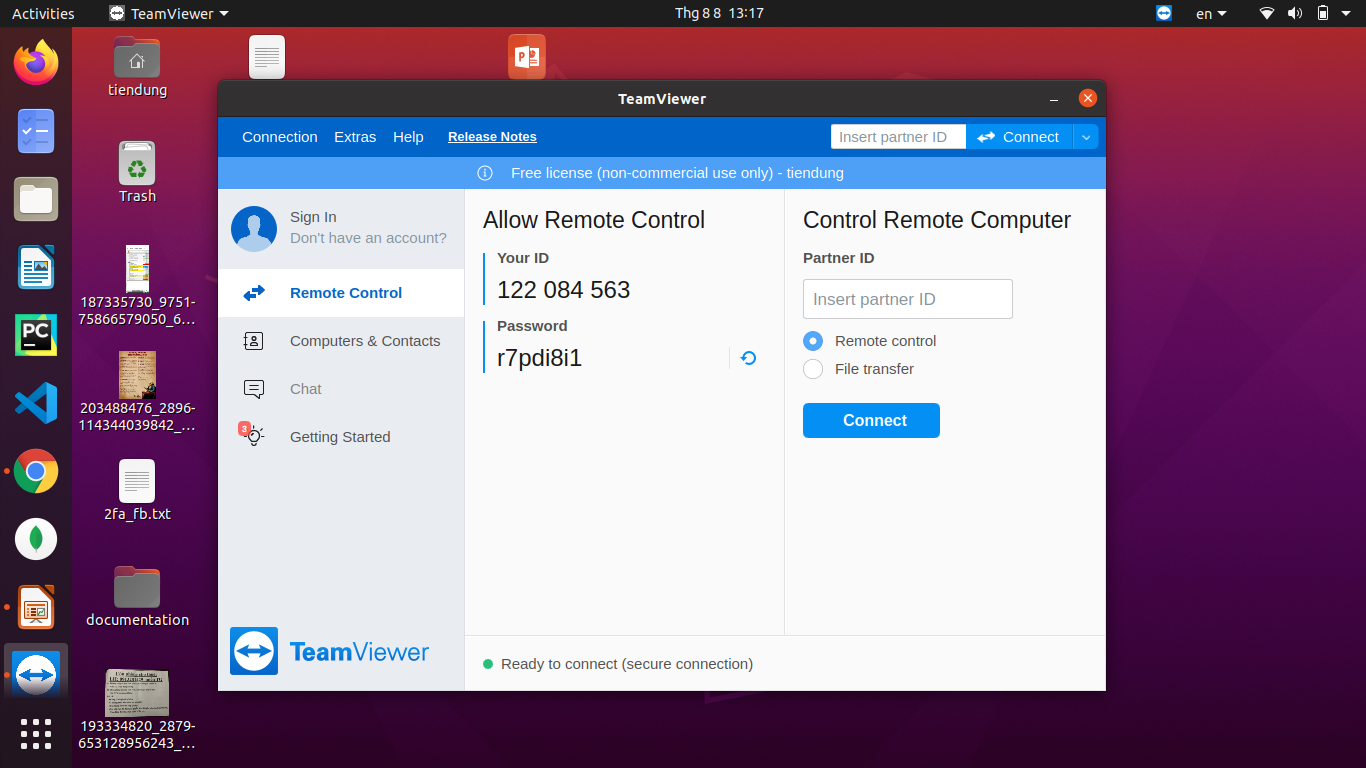 Activities
TeamViewer
Thg 8 8 13:17
en
tiendung
Trash
187335730_9751-
75866579050_6…
203488476_2896-
114344039842_…
2fa_fb.txt
documentation
193334820_2879-
653128956243_…
PC
P
TeamViewer
Connection Extras Help Release Notes
Insert partner ID
Connect
Free license (non-commercial use only) - tiendung
Sign In
Don't have an account?
Remote Control
Computers & Contacts
Chat
3
Getting Started
TeamViewer
Allow Remote Control
Your ID
122 084 563
Password
r7pdi8i1
Control Remote Computer
Partner ID
Insert partner ID
Remote control
File transfer
Connect
Ready to connect (secure connection)